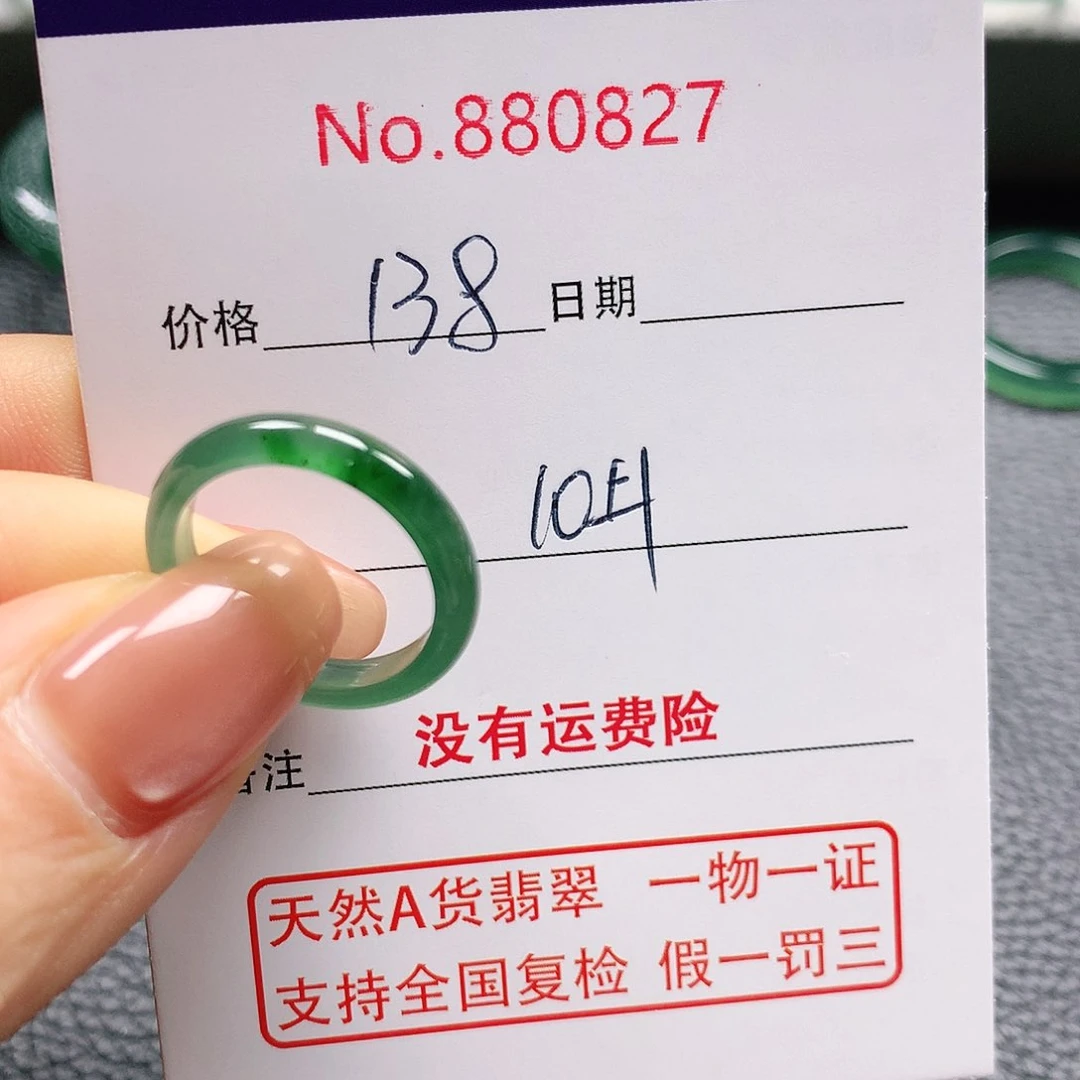 No.880827
价格 138 日期
10
注 没有运费险
天然A货翡翠 一物一证
支持全国复检 假一罚三